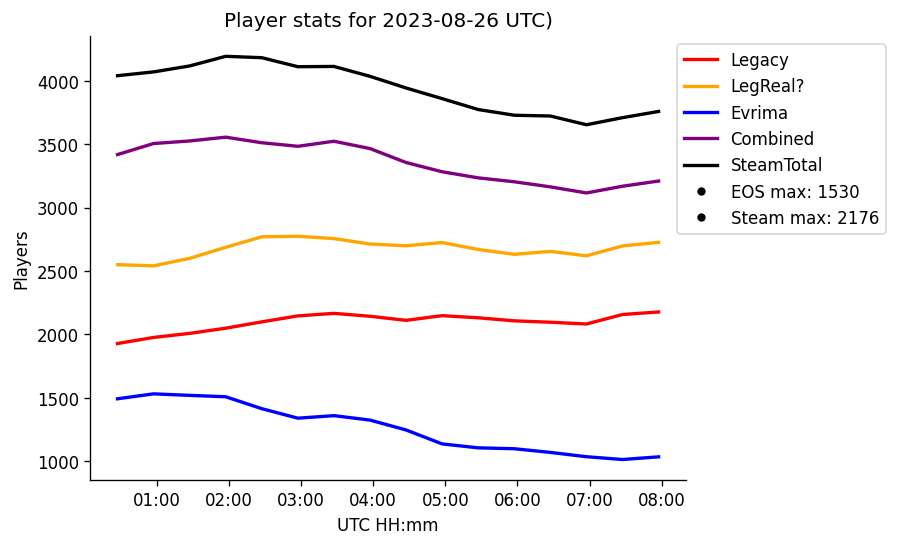 Player stats for 2023-08-26 UTC)
Legacy
LegReal?
Evrima
Combined
SteamTotal
EOS max: 1530
Steam max: 2176
Players
4000
3500
3000
2500
2000
1500
1000
01:00 02:00 03:00 04:00 05:00 06:00 07:00 08:00
UTC HH:mm